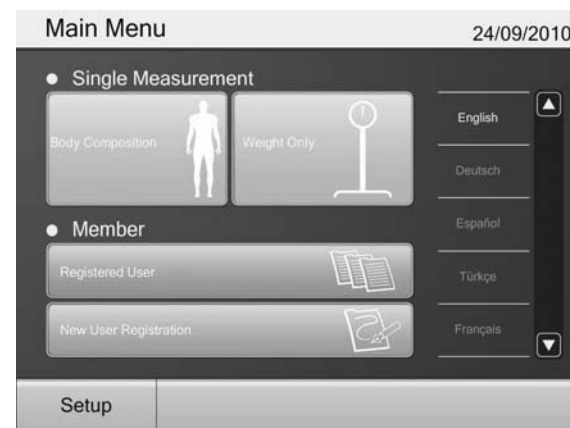 Main Menu
24/09/2010
Single Measurement
Body Composition
Weight Only
Member
Registered User
New User Registration
English
Deutsch
Español
Türkçe
Français
Setup